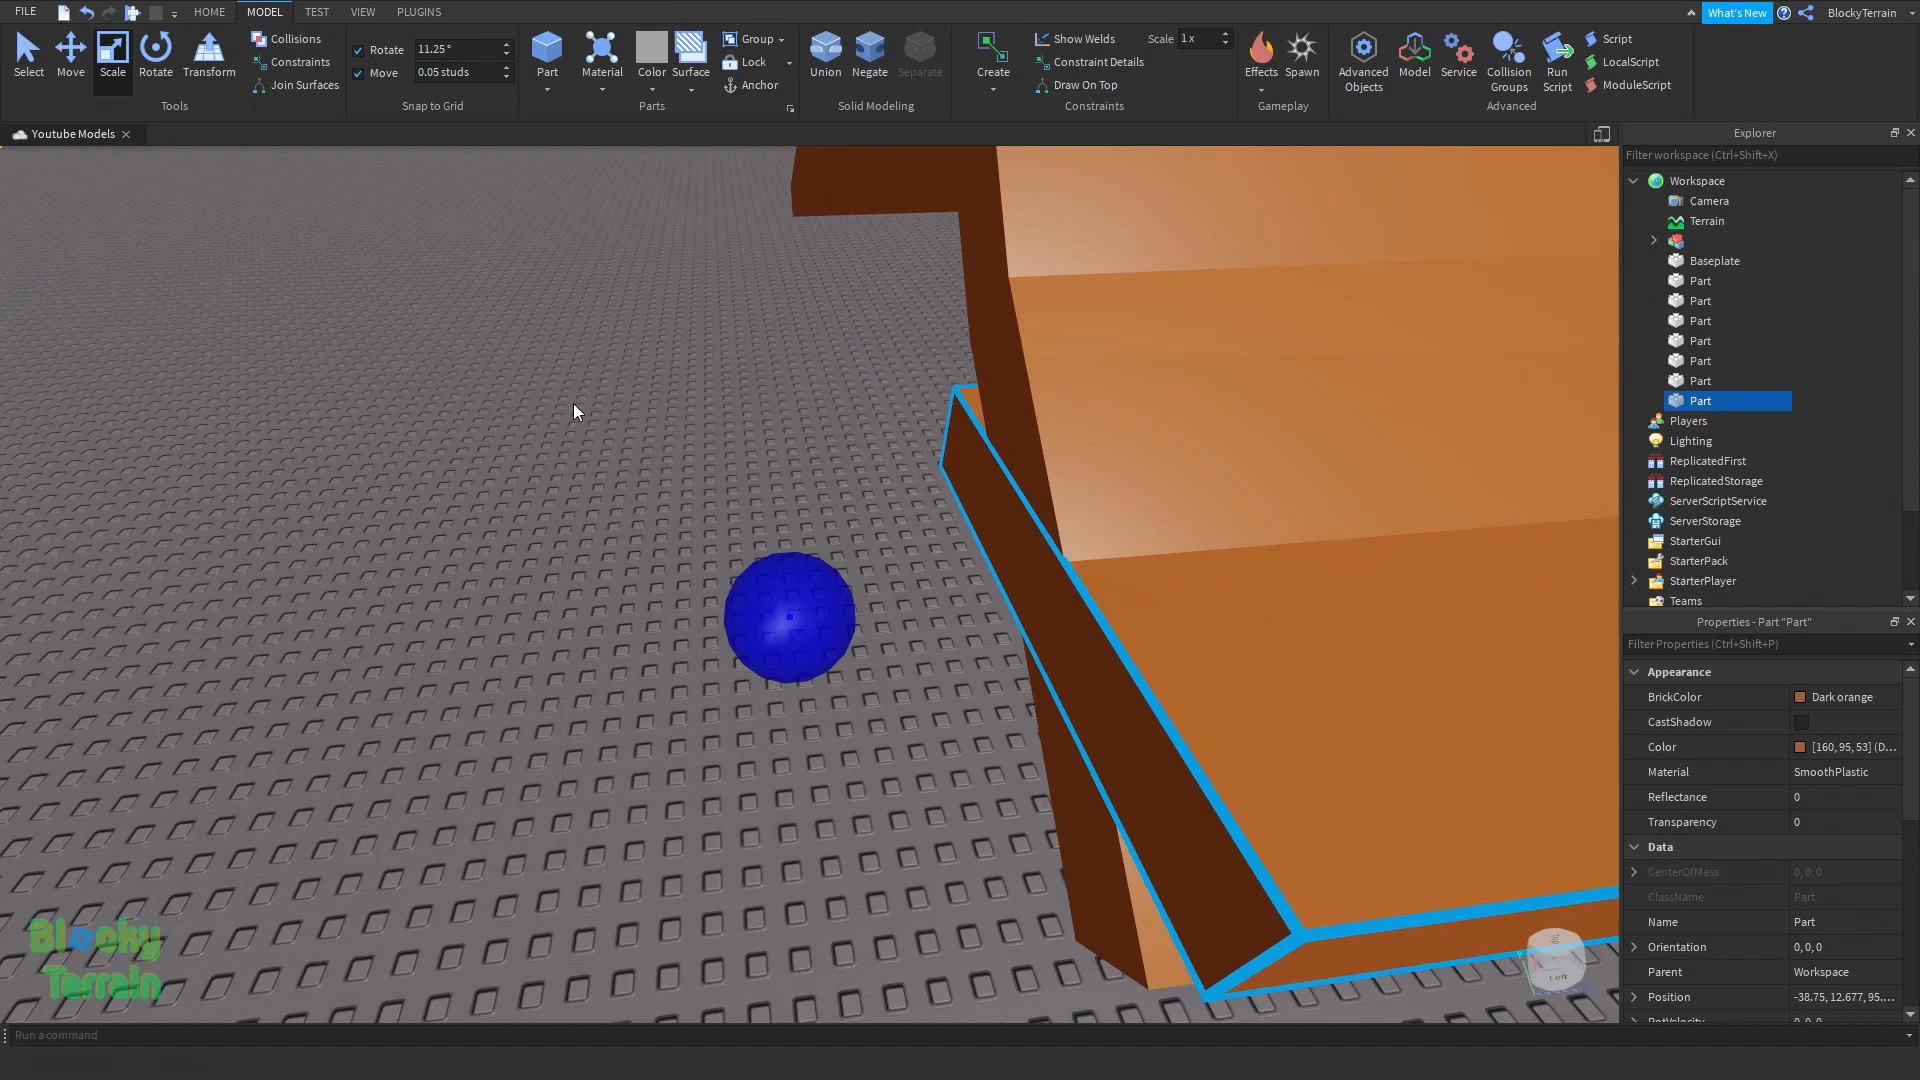 FILE HOME MODEL TEST VIEW PLUGINS What's New BlockyTerrain
Select Move Scale Rotate Transform
Collisions
Constraints
Join Surfaces
Tools
Rotate 11.25 °
Move 0.05 studs
Snap to Grid
Part Material Color Surface
Group
Lock
Anchor
Parts
Union Negate Separate
Solid Modeling
Create
Show Welds Scale 1 x
Constraint Details
Draw On Top
Constraints
Effects Spawn
Gameplay
Advanced Objects
Model
Service
Collision Groups
Run Script
Script
LocalScript
ModuleScript
Advanced
Youtube Models
Explorer
Filter workspace (Ctrl+Shift+X)
Workspace
Camera
Terrain
Baseplate
Part
Part
Part
Part
Part
Part
Part
Players
Lighting
ReplicatedFirst
ReplicatedStorage
ServerScriptService
ServerStorage
StarterGui
StarterPack
StarterPlayer
Teams
Properties - Part "Part"
Filter Properties (Ctrl+Shift+P)
Appearance
BrickColor Dark orange
CastShadow
Color [160, 95, 53] (D...
Material SmoothPlastic
Reflectance 0
Transparency 0
Data
CenterOfMass 0, 0, 0
ClassName Part
Name Part
Orientation 0, 0, 0
Parent Workspace
Position -38.75, 12.677, 95....
RotVelocity 0, 0, 0
Top
Left
Y
Blocky
Terrain
Run a command